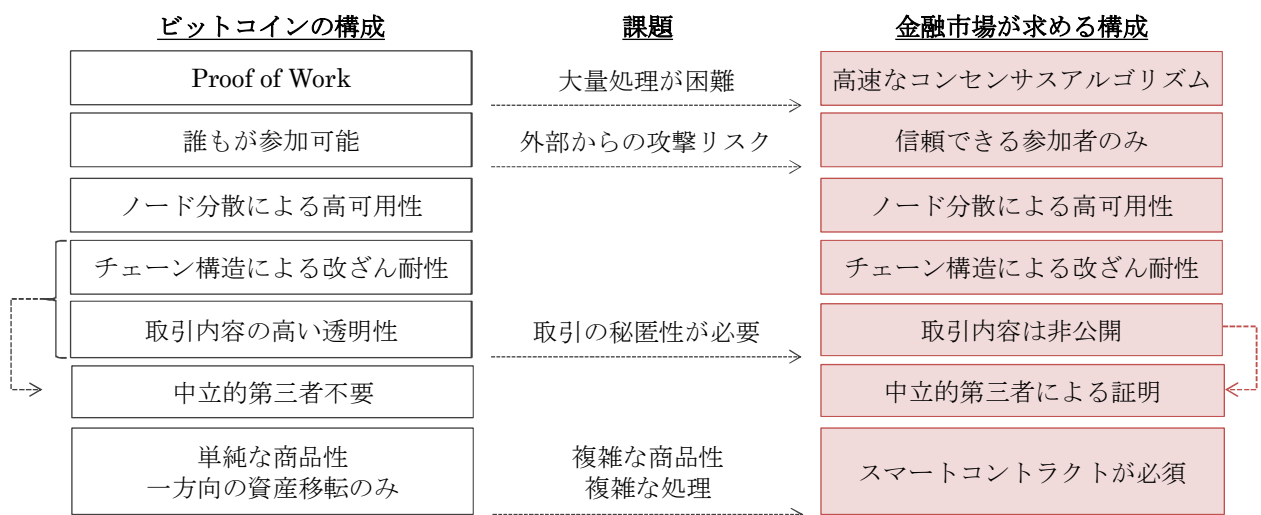 ビットコインの構成 課題 金融市場が求める構成
Proof of Work 大量処理が困難 高速なコンセンサスアルゴリズム
誰もが参加可能 外部からの攻撃リスク 信頼できる参加者のみ
ノード分散による高可用性 ノード分散による高可用性
チェーン構造による改ざん耐性 チェーン構造による改ざん耐性
取引内容の高い透明性 取引の秘匿性が必要 取引内容は非公開
中立的第三者不要 中立的第三者による証明
単純な商品性
一方向の資産移転のみ
複雑な商品性
複雑な処理
スマートコントラクトが必須